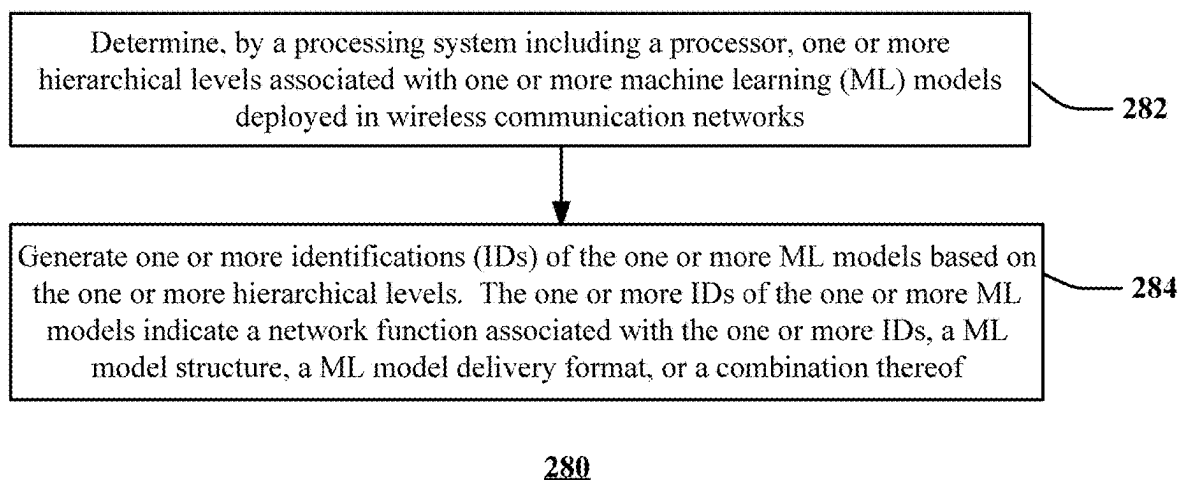 Determine, by a processing system including a processor, one or more
hierarchical levels associated with one or more machine learning (ML) models
deployed in wireless communication networks
282
Generate one or more identifications (IDs) of the one or more ML models based on
the one or more hierarchical levels.  The one or more IDs of the one or more ML
models indicate a network function associated with the one or more IDs, a ML
model structure, a ML model delivery format, or a combination thereof
284
280